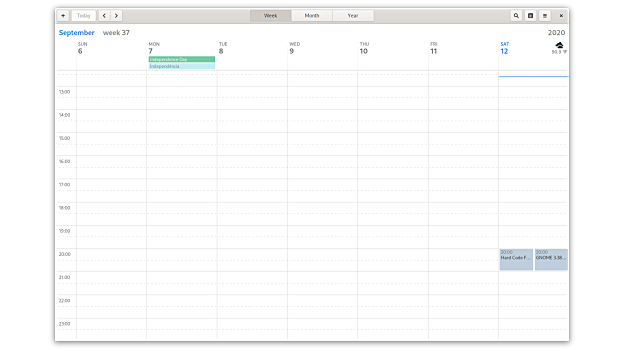 + Today < >
Week Month Year
September week 37
2020
SUN MON TUE WED THU FRI SAT
6 7 8 9 10 11 12
Independence Day
Independência
13:00
14:00
15:00
16:00
17:00
18:00
19:00
20:00
20:00 20:00
Hard Code F... GNOME 3.38...
21:00
22:00
23:00